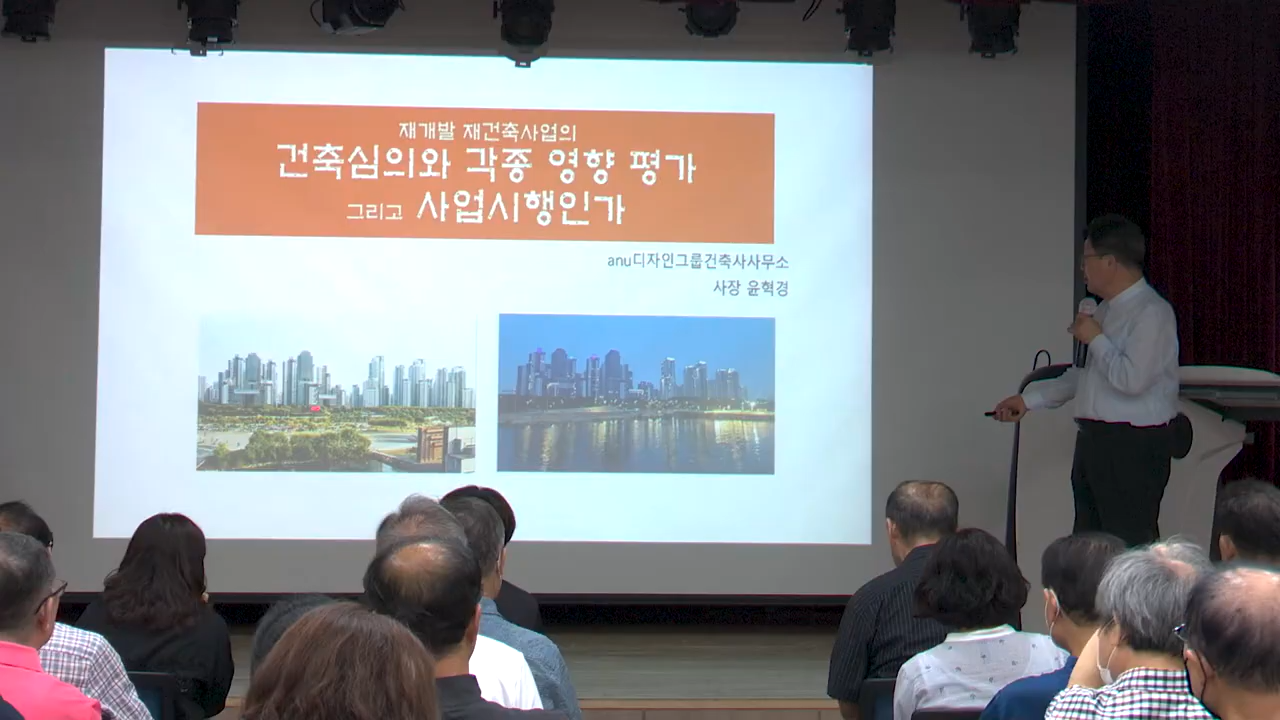 재개발 재건축사업의
건축심의와 각종 영향 평가
그리고 사업시행인가
anu디자인그룹건축사사무소
사장 윤혁경